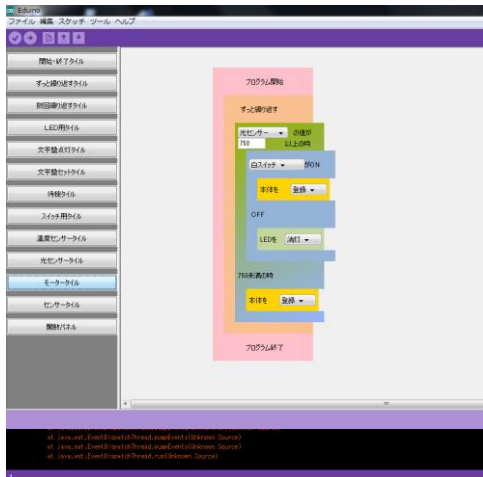 Eduino
ファイル 編集 スケッチ ツール ヘルプ
開始・終了タイル
ずっと繰り返すタイル
数回繰り返すタイル
LED用タイル
文字盤点灯タイル
文字盤セットタイル
待機タイル
スイッチ用タイル
温度センサータイル
光センサータイル
モータータイル
センサータイル
開始パネル
プログラム開始
ずっと繰り返す
光センサー の値が
750 以上の時
白スイッチ がON
本体を 登録
OFF
LEDを 消灯
750未満の時
本体を 登録
プログラム終了
at java.awt.EventDispatchThread.pumpEvents(Unknown Source)
at java.awt.EventDispatchThread.pumpEvents(Unknown Source)
at java.awt.EventDispatchThread.run(Unknown Source)